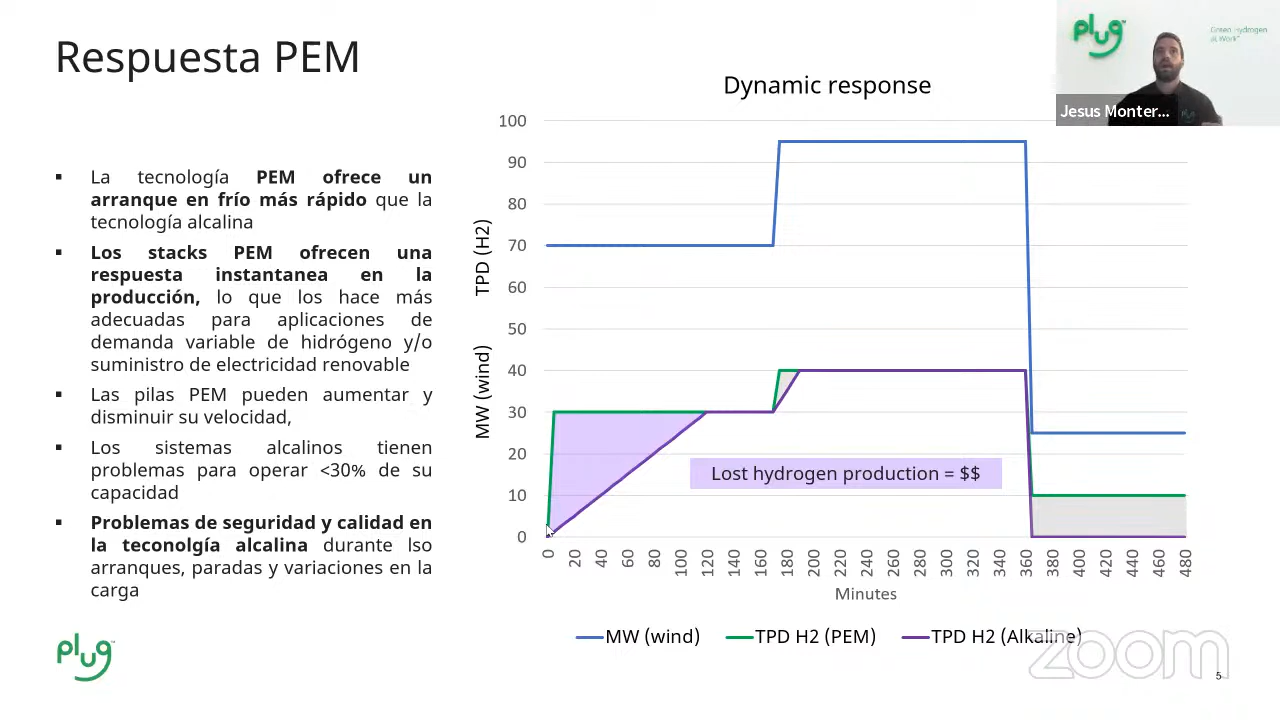 Respuesta PEM
plug
Green Hydrogen
at Work™
Jesus Monter...
▪ La tecnología PEM ofrece un
arranque en frío más rápido que la
tecnología alcalina
▪ Los stacks PEM ofrecen una
respuesta instantanea en la
producción, lo que los hace más
adecuadas para aplicaciones de
demanda variable de hidrógeno y/o
suministro de electricidad renovable
▪ Las pilas PEM pueden aumentar y
disminuir su velocidad,
▪ Los sistemas alcalinos tienen
problemas para operar <30% de su
capacidad
▪ Problemas de seguridad y calidad en
la teconolgía alcalina durante lso
arranques, paradas y variaciones en la
carga
plug
Dynamic response
MW (wind) TPD (H2)
100
90
80
70
60
50
40
30
20
10
0
Lost hydrogen production = $$
0 20 40 60 80 100 120 140 160 180 200 220 240 260 280 300 320 340 360 380 400 420 440 460 480
Minutes
MW (wind) TPD H2 (PEM) TPD H2 (Alkaline)
zoom
5